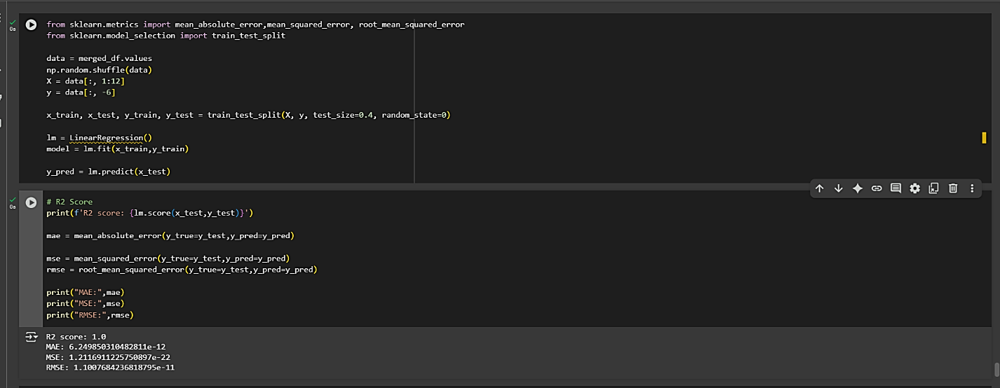 0s
from sklearn.metrics import mean_absolute_error,mean_squared_error, root_mean_squared_error
from sklearn.model_selection import train_test_split
data = merged_df.values
np.random.shuffle(data)
X = data[:, 1:12]
y = data[:, -6]
x_train, x_test, y_train, y_test = train_test_split(X, y, test_size=0.4, random_state=0)
lm = LinearRegression()
model = lm.fit(x_train,y_train)
y_pred = lm.predict(x_test)
0s
# R2 Score
print(f'R2 score: {lm.score(x_test,y_test)}')
mae = mean_absolute_error(y_true=y_test,y_pred=y_pred)
mse = mean_squared_error(y_true=y_test,y_pred=y_pred)
rmse = root_mean_squared_error(y_true=y_test,y_pred=y_pred)
print("MAE:",mae)
print("MSE:",mse)
print("RMSE:",rmse)
R2 score: 1.0
MAE: 6.249850310482811e-12
MSE: 1.2116911225750897e-22
RMSE: 1.1007684236818795e-11